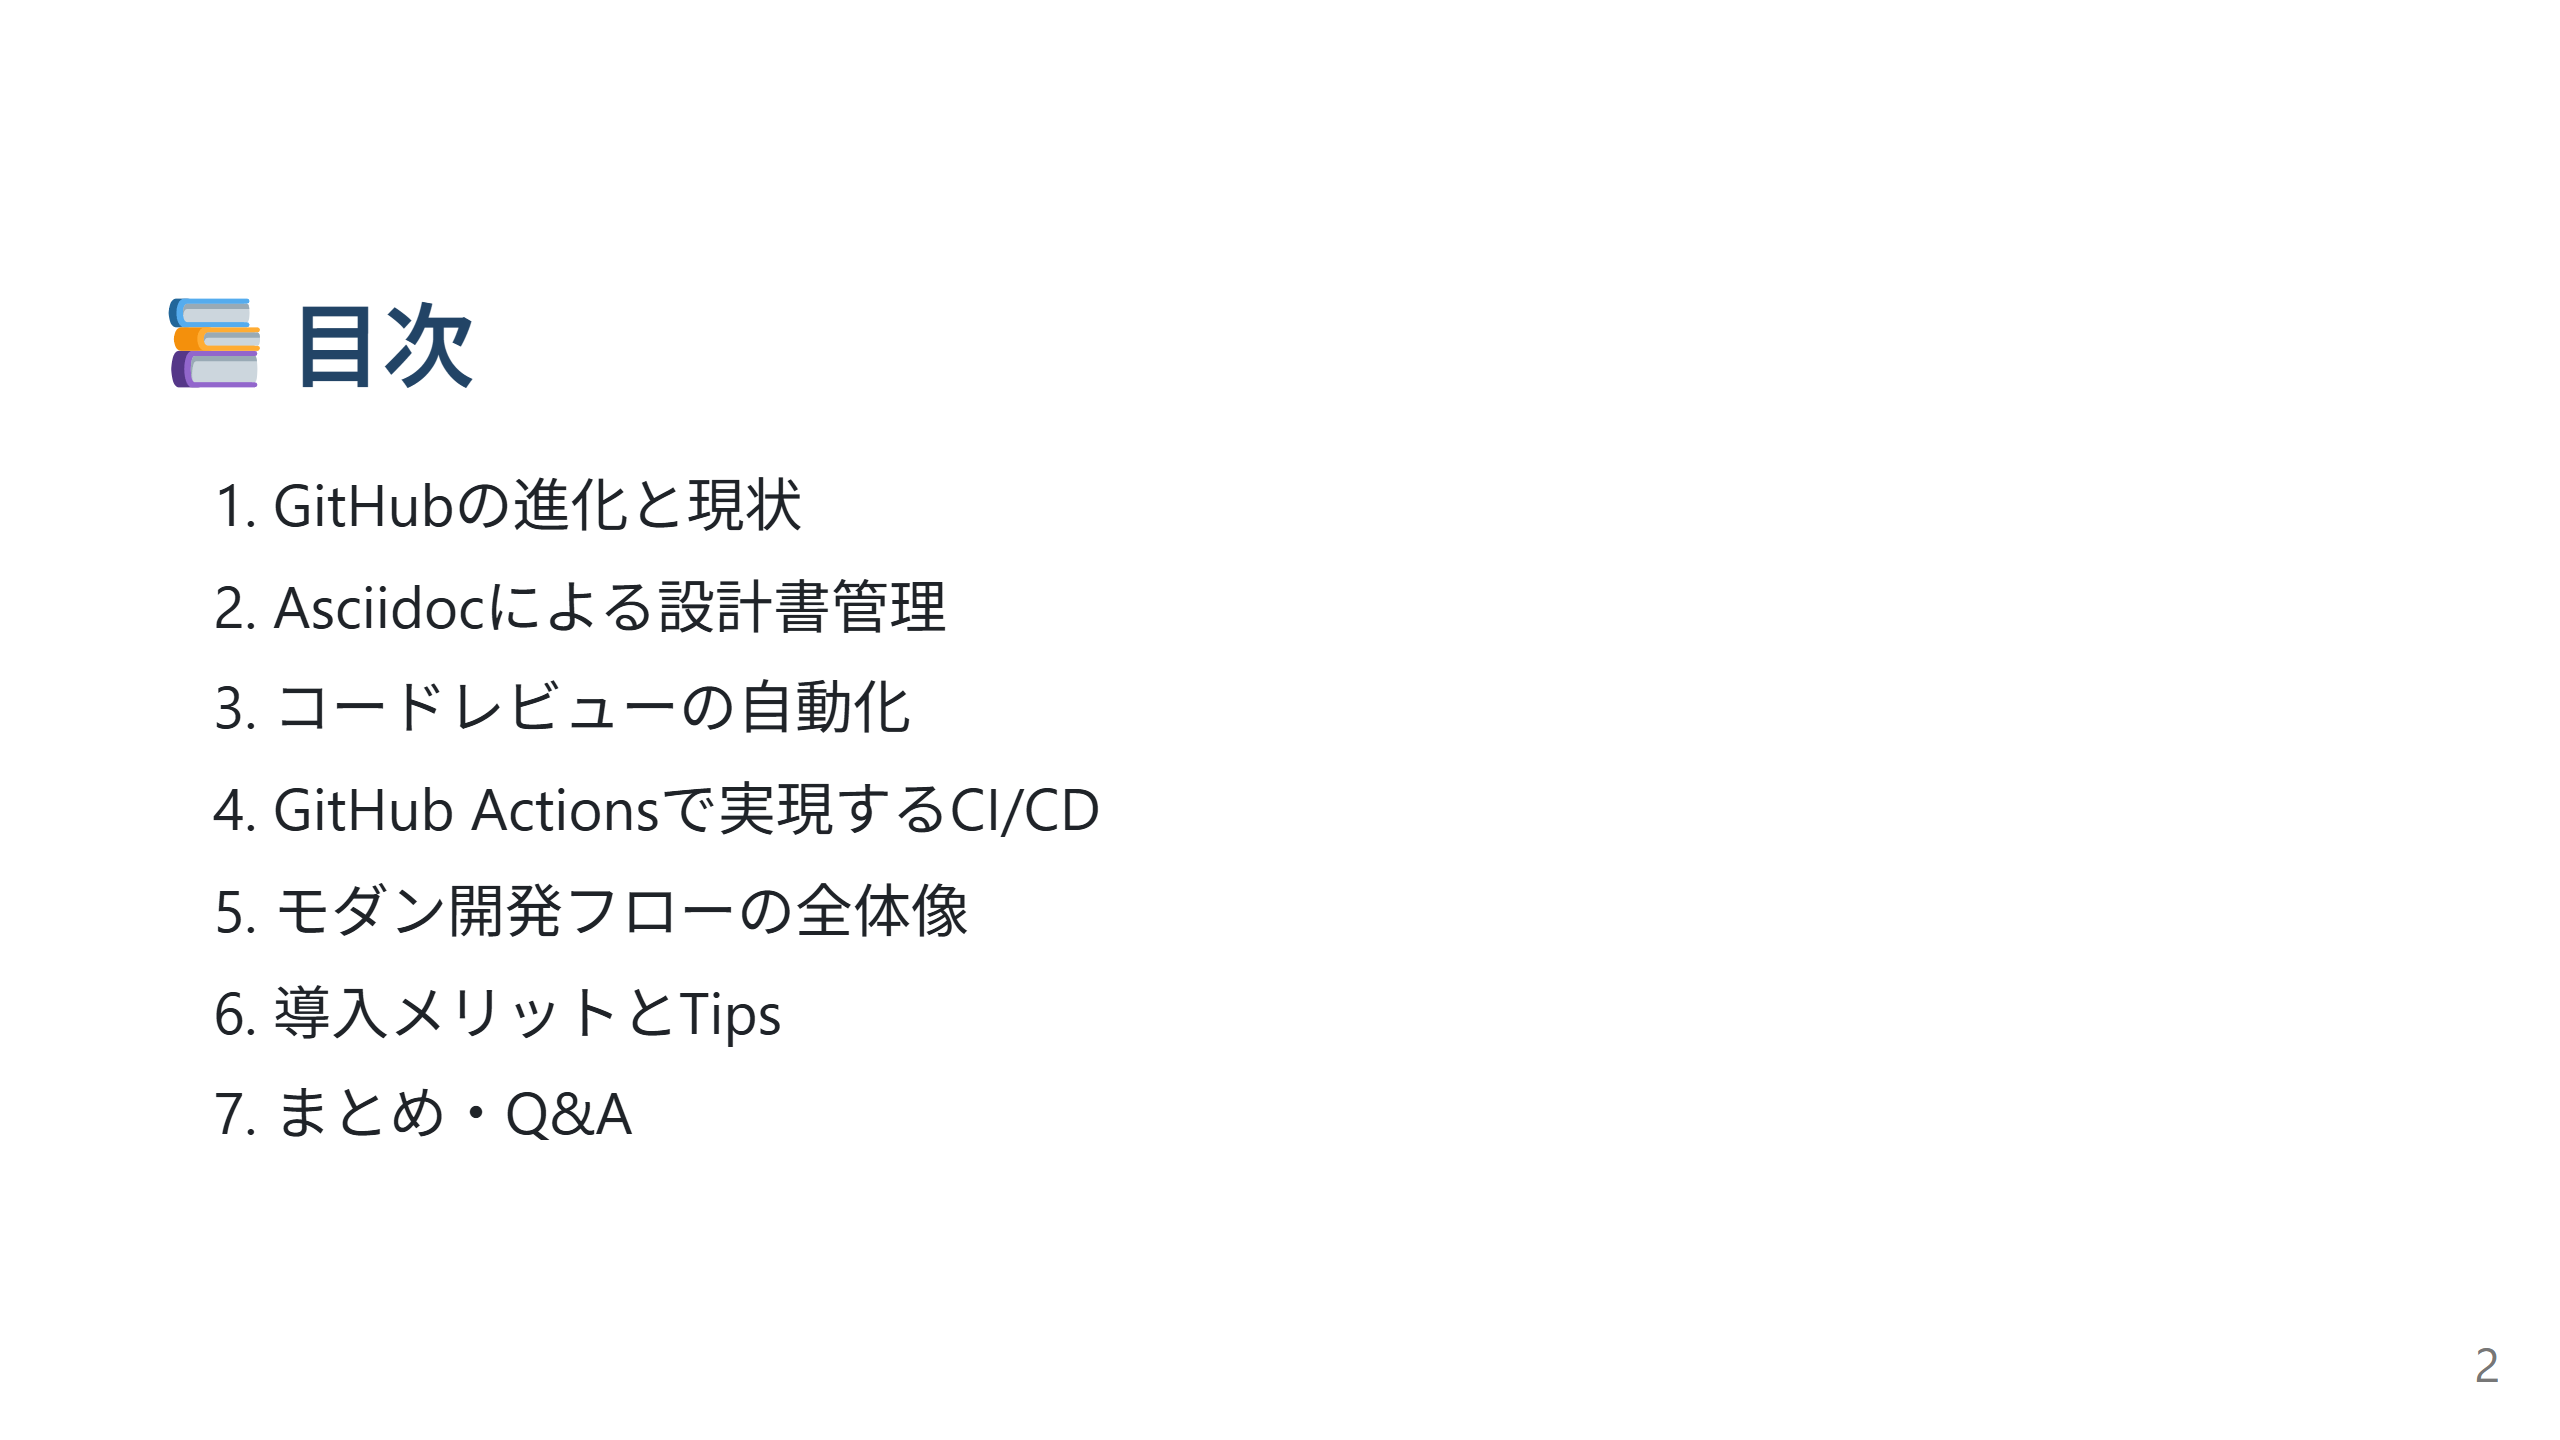 目次
1. GitHubの進化と現状
2. Asciidocによる設計書管理
3. コードレビューの自動化
4. GitHub Actionsで実現するCI/CD
5. モダン開発フローの全体像
6. 導入メリットとTips
7. まとめ・Q&A
2